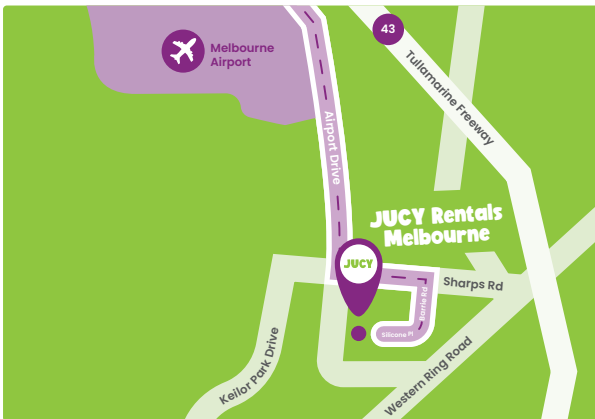 43
Melbourne
Airport
Tullamarine Freeway
Airport Drive
JUCY Rentals
Melbourne
JUCY
Sharps Rd
Barrie Rd
Silicone Pl
Keilor Park Drive
Western Ring Road